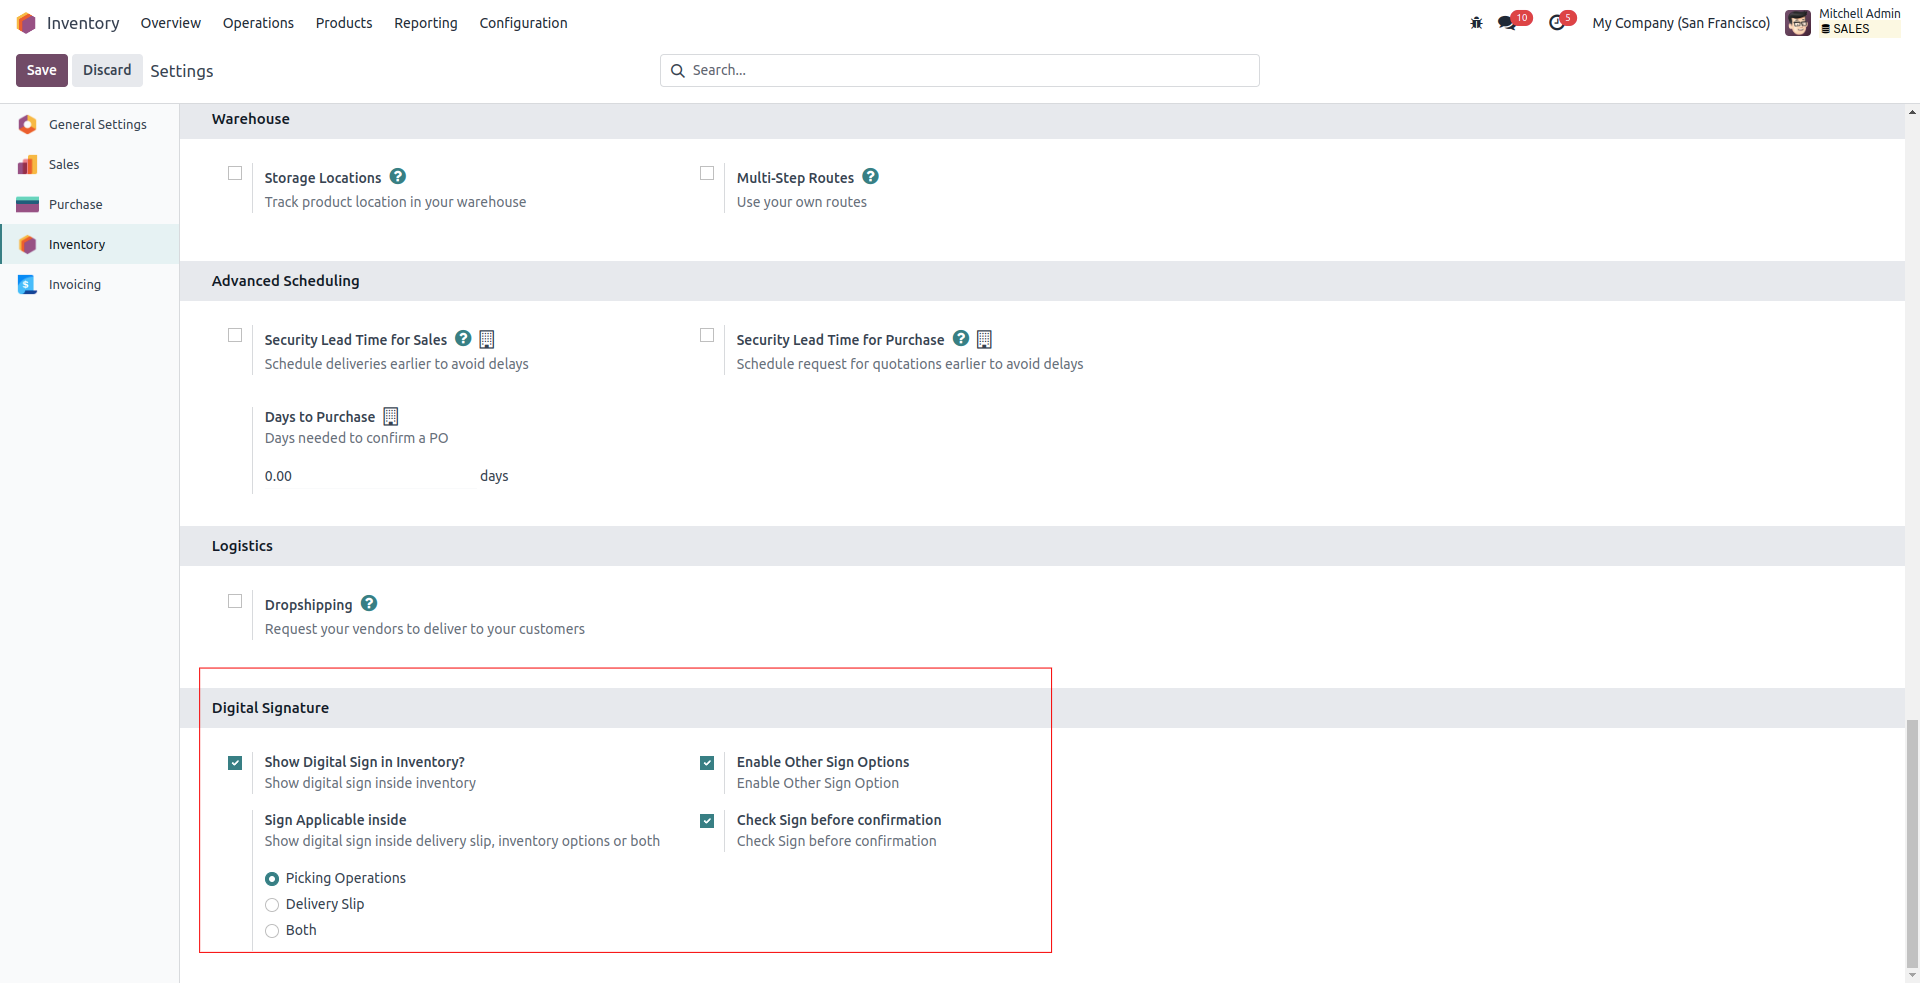 Inventory Overview Operations Products Reporting Configuration 10 5 My Company (San Francisco) Mitchell Admin
SALES
Save Discard Settings Search...
General Settings
Sales
Purchase
Inventory
Invoicing
Warehouse
Storage Locations ? Multi-Step Routes ?
Track product location in your warehouse Use your own routes
Advanced Scheduling
Security Lead Time for Sales ? Security Lead Time for Purchase ?
Schedule deliveries earlier to avoid delays Schedule request for quotations earlier to avoid delays
Days to Purchase
Days needed to confirm a PO
0.00 days
Logistics
Dropshipping ?
Request your vendors to deliver to your customers
Digital Signature
Show Digital Sign in Inventory? Enable Other Sign Options
Show digital sign inside inventory Enable Other Sign Option
Sign Applicable inside Check Sign before confirmation
Show digital sign inside delivery slip, inventory options or both Check Sign before confirmation
Picking Operations
Delivery Slip
Both